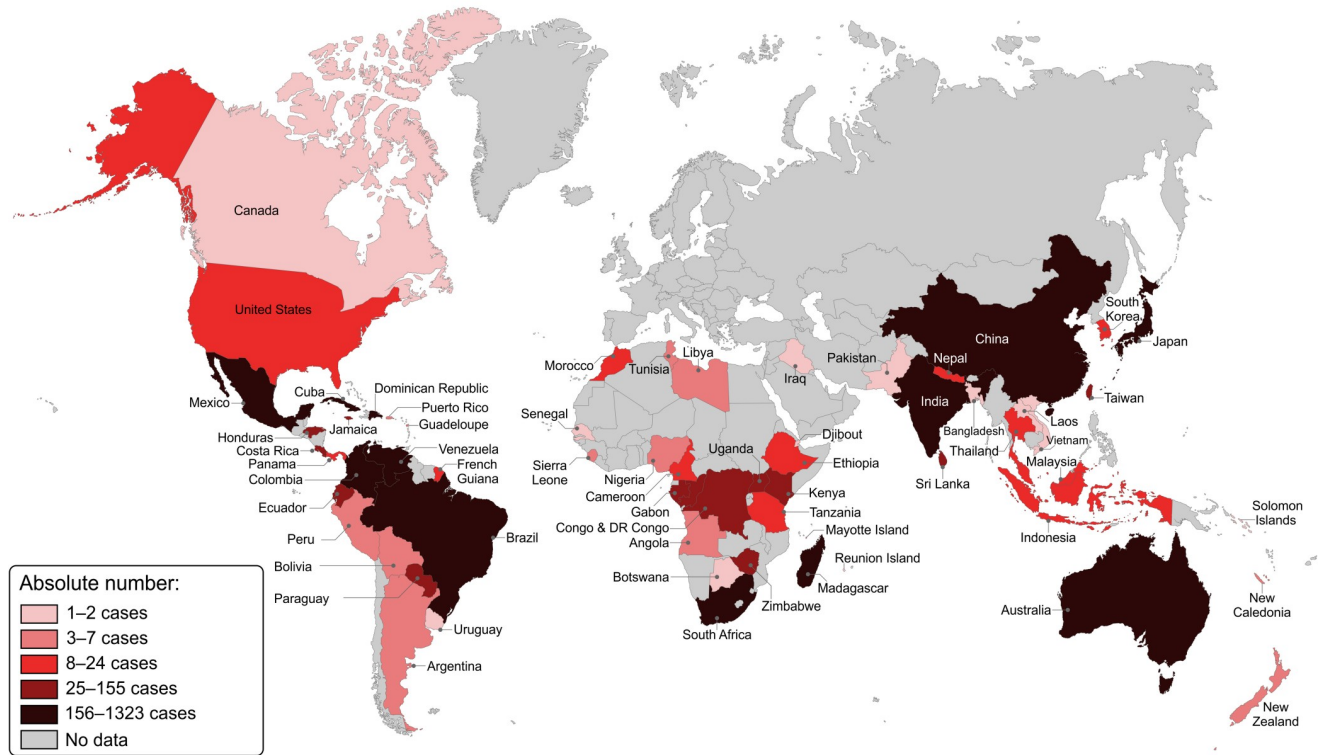 Canada
United States
Mexico
Cuba
Dominican Republic
Puerto Rico
Guadeloupe
Jamaica
Honduras
Costa Rica
Panama
Colombia
Venezuela
French
Guiana
Ecuador
Peru
Brazil
Bolivia
Paraguay
Uruguay
Argentina
Morocco
Tunisia
Libya
Senegal
Sierra
Leone
Nigeria
Cameroon
Gabon
Congo & DR Congo
Angola
Uganda
Djibout
Ethiopia
Kenya
Tanzania
Mayotte Island
Reunion Island
Madagascar
Botswana
Zimbabwe
South Africa
Iraq
Pakistan
Nepal
India
China
South
Korea
Japan
Taiwan
Bangladesh
Laos
Vietnam
Thailand
Malaysia
Sri Lanka
Indonesia
Solomon
Islands
Australia
New
Caledonia
New
Zealand
Absolute number:
1–2 cases
3–7 cases
8–24 cases
25–155 cases
156–1323 cases
No data